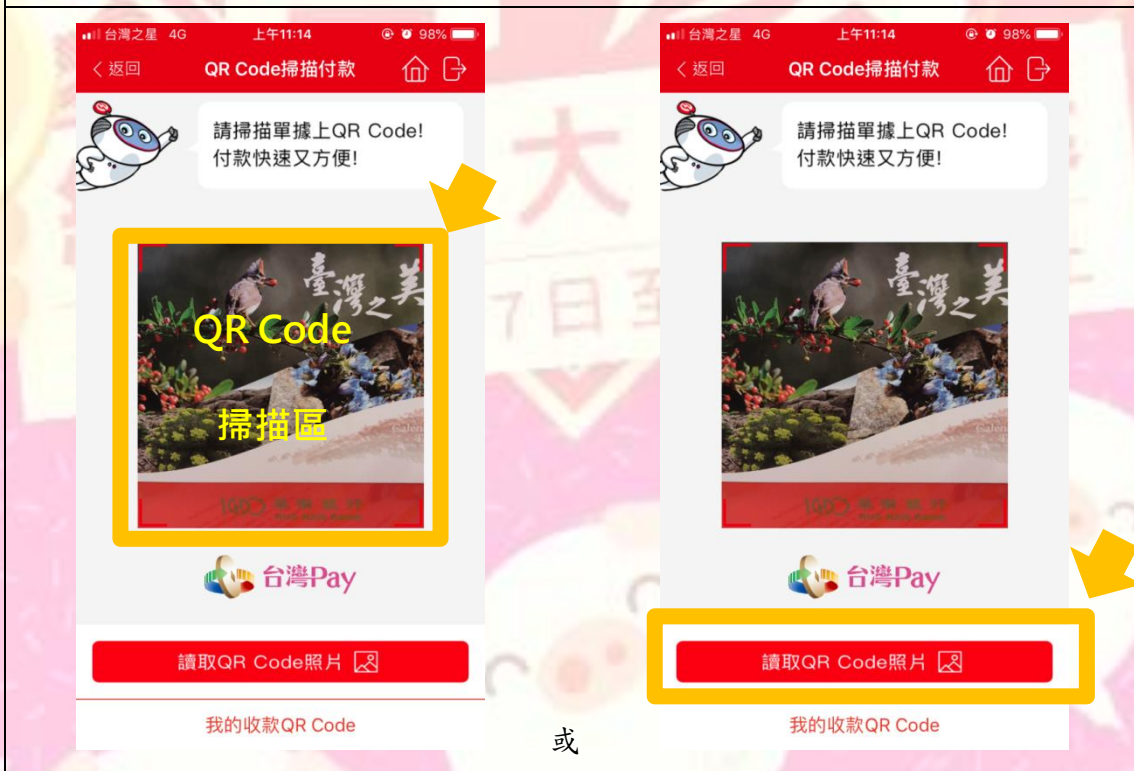 台灣之星 4G 上午11:14 98%
返回 QR Code掃描付款
請掃描單據上QR Code!
付款快速又方便!
臺灣之美
QR Code
掃描區
台灣Pay
讀取QR Code照片
我的收款QR Code
或
台灣之星 4G 上午11:14 98%
返回 QR Code掃描付款
請掃描單據上QR Code!
付款快速又方便!
臺灣之美
台灣Pay
讀取QR Code照片
我的收款QR Code
大
7日至